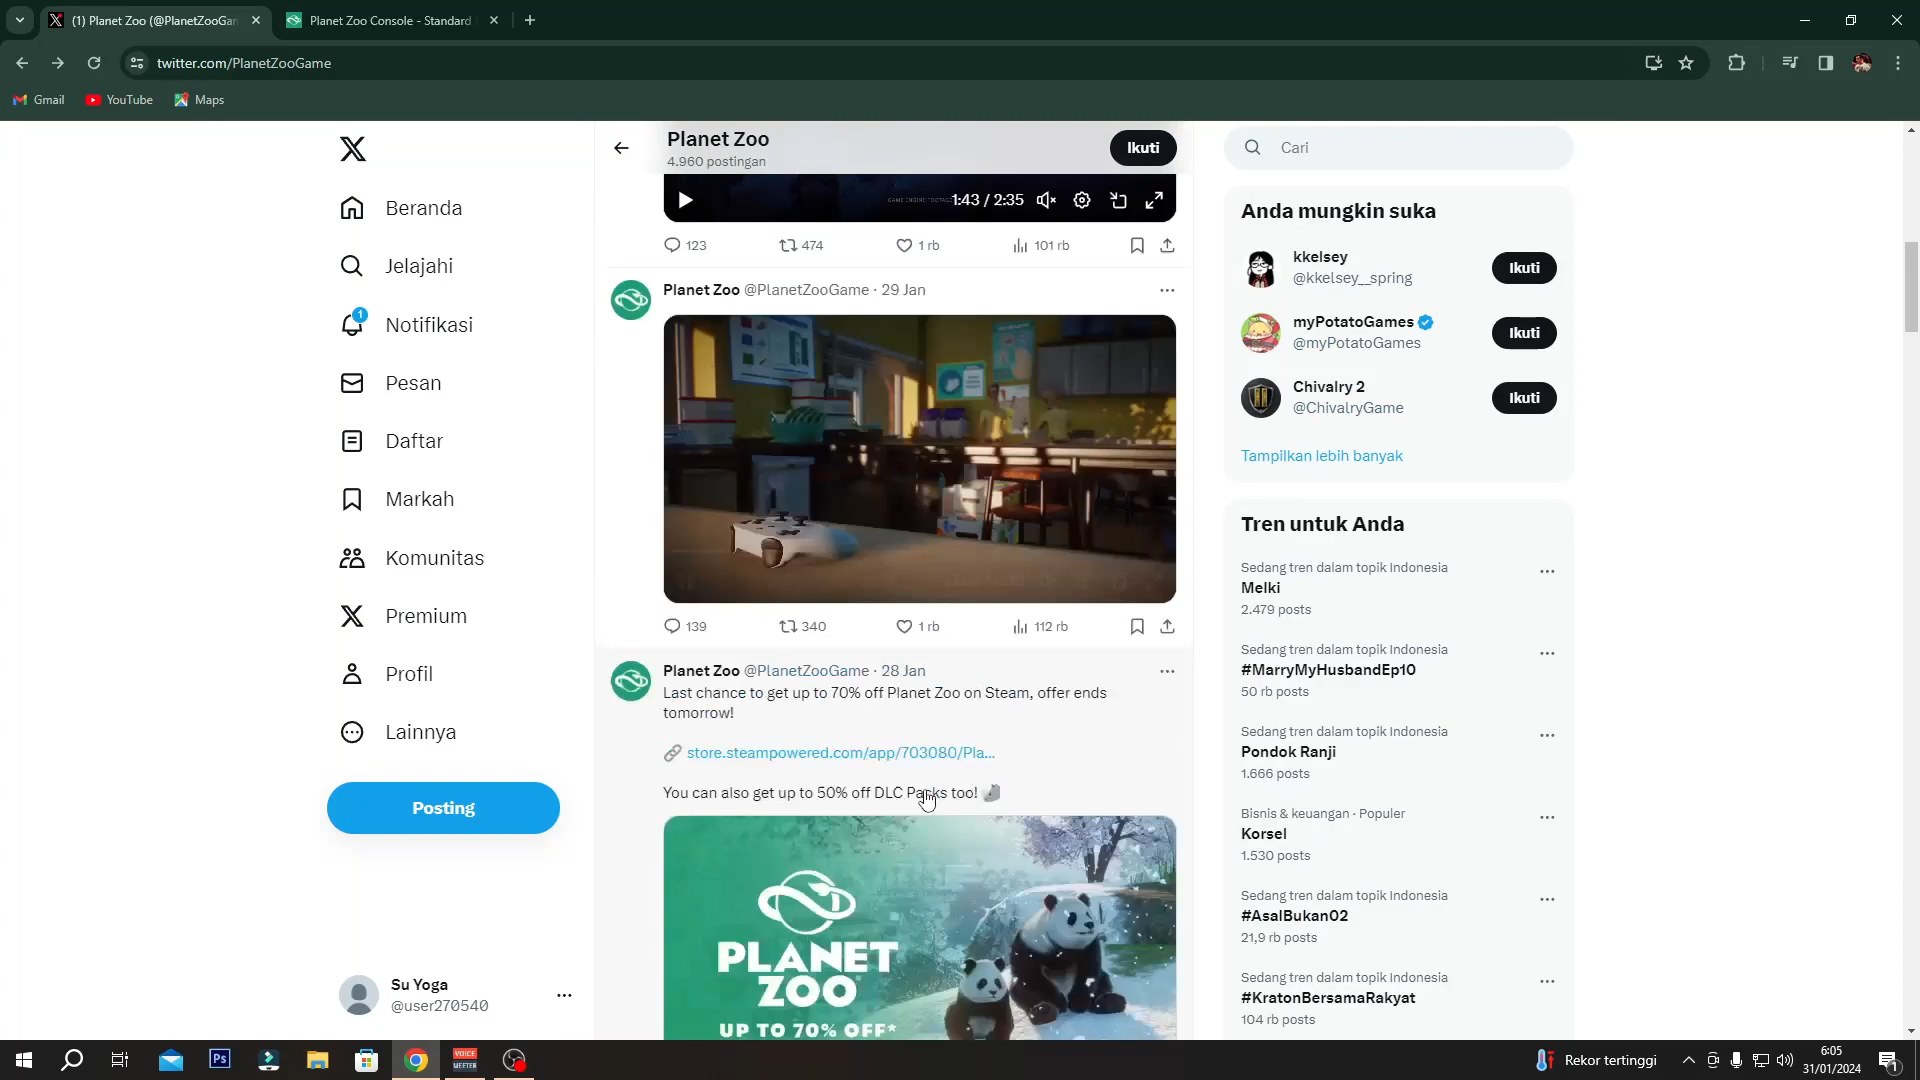 (1) Planet Zoo (@PlanetZooGam
Planet Zoo Console - Standard
twitter.com/PlanetZooGame
Gmail
YouTube
Maps
Planet Zoo
4.960 postingan
Ikuti
Cari
Beranda
Jelajahi
1
Notifikasi
Pesan
Daftar
Markah
Komunitas
Premium
Profil
Lainnya
Posting
Su Yoga
@user270540
1:43 / 2:35
123
474
1 rb
101 rb
Planet Zoo @PlanetZooGame · 29 Jan
139
340
1 rb
112 rb
Planet Zoo @PlanetZooGame · 28 Jan
Last chance to get up to 70% off Planet Zoo on Steam, offer ends
tomorrow!
store.steampowered.com/app/703080/Pla...
You can also get up to 50% off DLC Packs too!
PLANET
ZOO
UP TO 70% OFF*
Anda mungkin suka
kkelsey
@kkelsey__spring
Ikuti
myPotatoGames
@myPotatoGames
Ikuti
Chivalry 2
@ChivalryGame
Ikuti
Tampilkan lebih banyak
Tren untuk Anda
Sedang tren dalam topik Indonesia
Melki
2.479 posts
Sedang tren dalam topik Indonesia
#MarryMyHusbandEp10
50 rb posts
Sedang tren dalam topik Indonesia
Pondok Ranji
1.666 posts
Bisnis & keuangan · Populer
Korsel
1.530 posts
Sedang tren dalam topik Indonesia
#AsalBukan02
21,9 rb posts
Sedang tren dalam topik Indonesia
#KratonBersamaRakyat
104 rb posts
Ps
VOICE
MEETER
Rekor tertinggi
6:05
31/01/2024
1